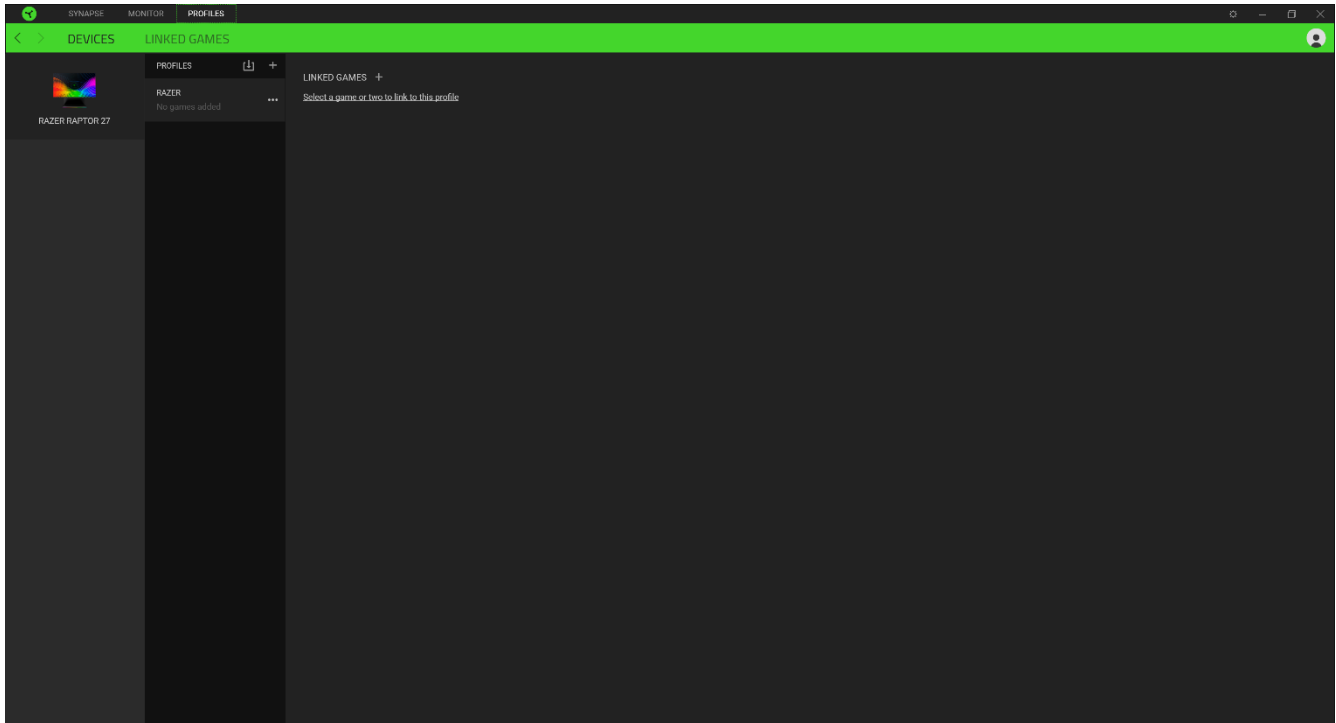 SYNAPSE MONITOR PROFILES
DEVICES LINKED GAMES
RAZER RAPTOR 27
PROFILES
RAZER
No games added
LINKED GAMES
Select a game or two to link to this profile